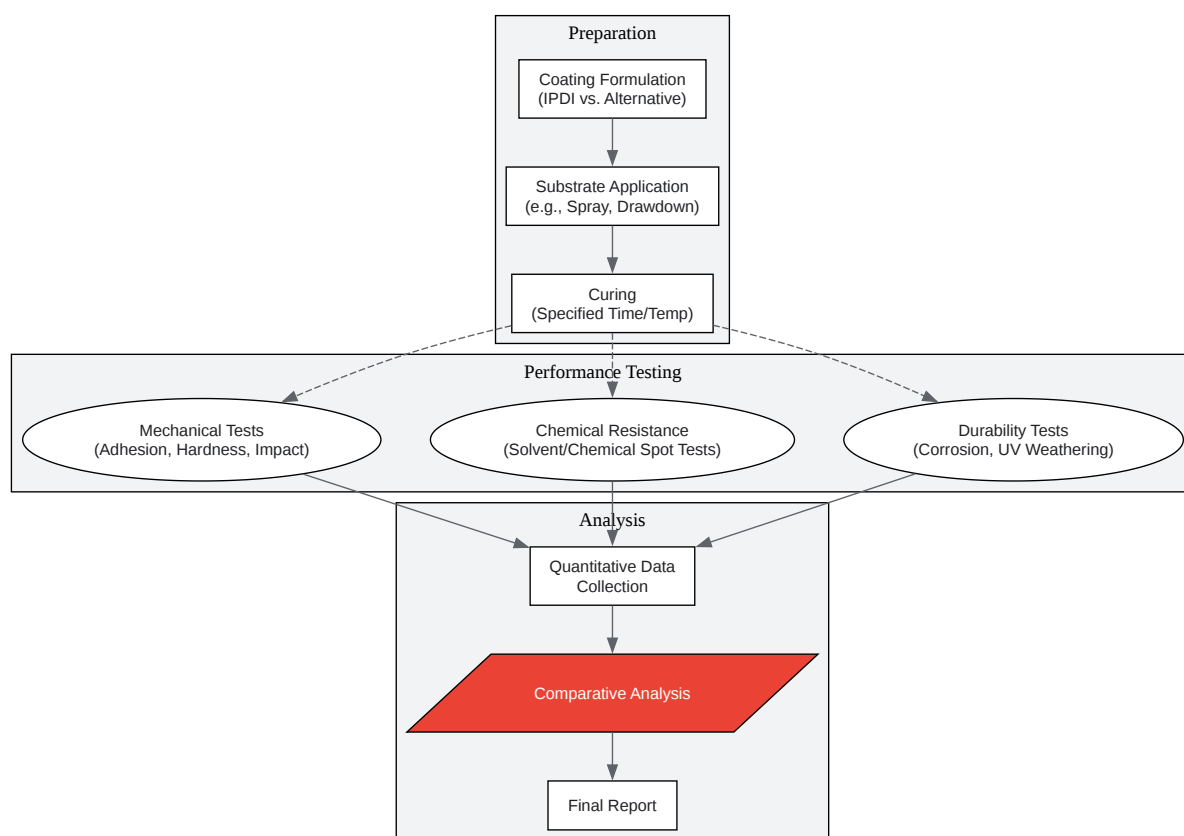 Preparation
Coating Formulation
(IPDI vs. Alternative)
Substrate Application
(e.g., Spray, Drawdown)
Curing
(Specified Time/Temp)
Performance Testing
Mechanical Tests
(Adhesion, Hardness, Impact)
Chemical Resistance
(Solvent/Chemical Spot Tests)
Durability Tests
(Corrosion, UV Weathering)
Analysis
Quantitative Data
Collection
Comparative Analysis
Final Report